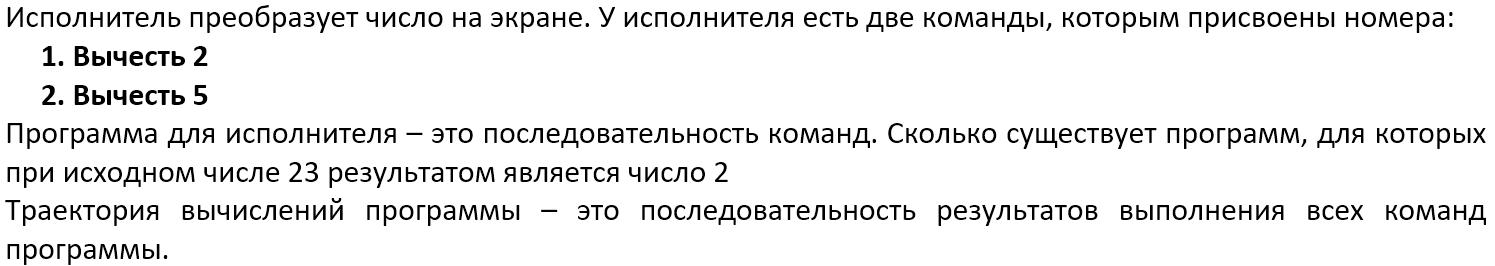 Исполнитель преобразует число на экране. У исполнителя есть две команды, которым присвоены номера:
1. Вычесть 2
2. Вычесть 5
Программа для исполнителя – это последовательность команд. Сколько существует программ, для которых
при исходном числе 23 результатом является число 2
Траектория вычислений программы – это последовательность результатов выполнения всех команд
программы.